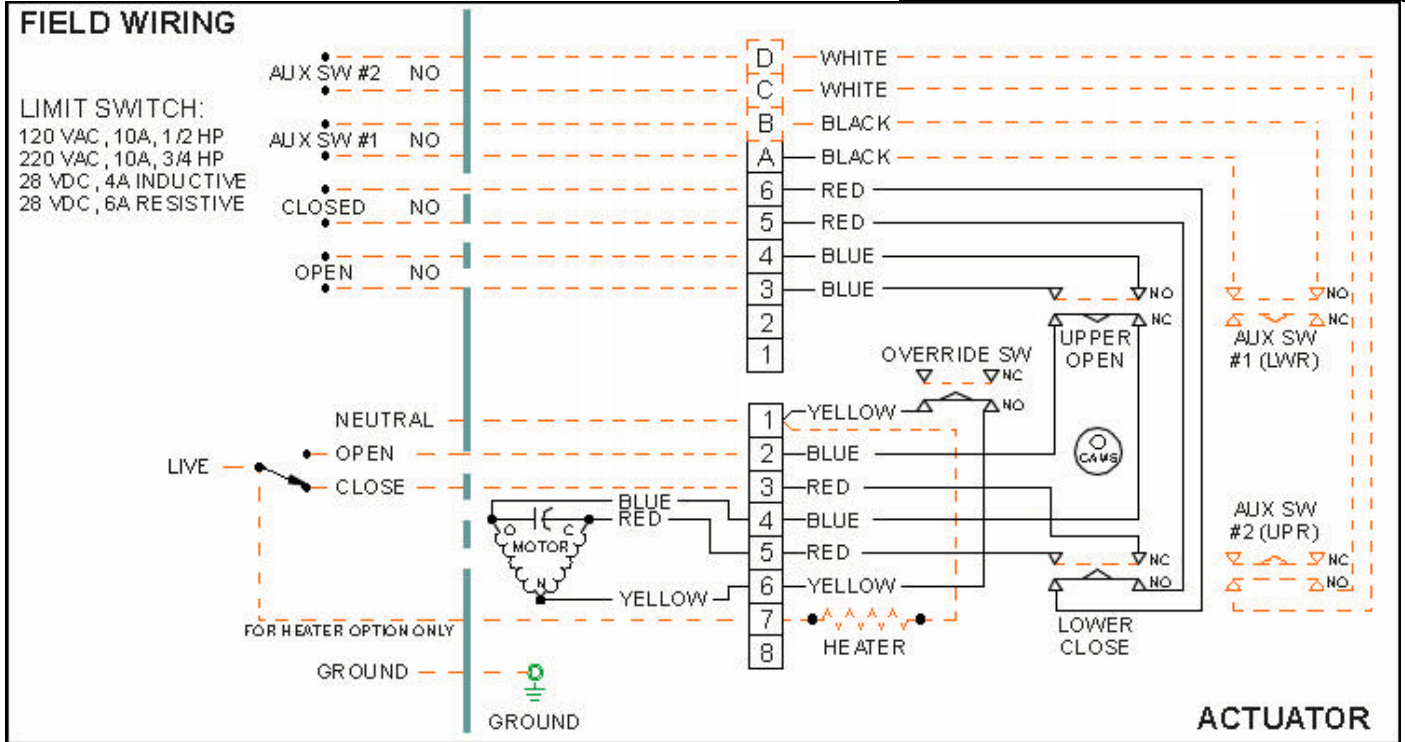 FIELD WIRING
LIMIT SWITCH:
120 VAC, 10A, 1/2 HP
220 VAC, 10A, 3/4 HP
28 VDC, 4A INDUCTIVE
28 VDC, 6A RESISTIVE
AUX SW #2 NO
AUX SW #1 NO
CLOSED NO
OPEN NO
D WHITE
C WHITE
B BLACK
A BLACK
6 RED
5 RED
4 BLUE
3 BLUE
2
1
NO
NC
UPPER
OPEN
NO
NC
AUX SW
#1 (LWR)
OVERRIDE SW
NC
NO
NEUTRAL
LIVE
OPEN
CLOSE
1 YELLOW
2 BLUE
3 RED
4 BLUE
5 RED
6 YELLOW
7
8
CAMS
BLUE
RED
O C
MOTOR
N
YELLOW
AUX SW
#2 (UPR)
NC
NO
NC
NO
LOWER
CLOSE
FOR HEATER OPTION ONLY
HEATER
GROUND
GROUND
ACTUATOR